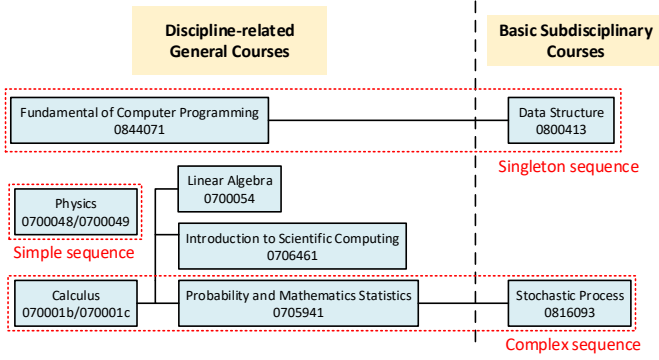 Discipline-related
General Courses
Basic Subdisciplinary
Courses
Fundamental of Computer Programming
0844071
Data Structure
0800413
Singleton sequence
Linear Algebra
0700054
Physics
0700048/0700049
Simple sequence
Introduction to Scientific Computing
0706461
Calculus
070001b/070001c
Probability and Mathematics Statistics
0705941
Stochastic Process
0816093
Complex sequence